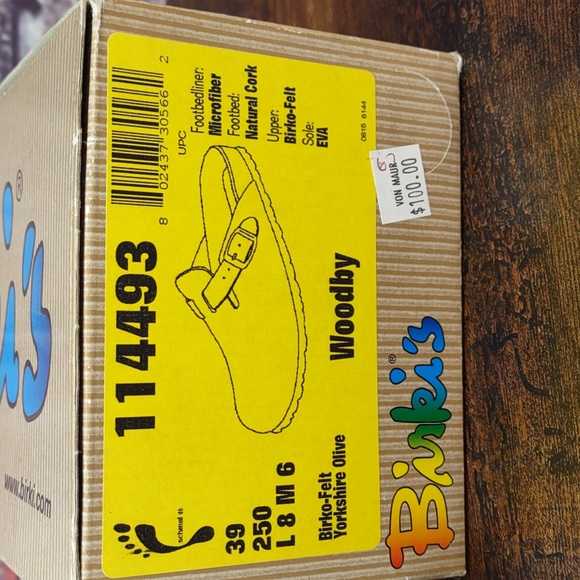 Footbedliner:
Microfiber
Footbed:
Natural Cork
Upper:
Birko-Felt
Sole:
EVA
0815 6144
UPC
8 02437 30566 2
1144493
Woodby
39
250
L 8 M 6
Birko-Felt
Yorkshire Olive
VON MAUR
$100.00
Birki's®
www.birki.com
i's®